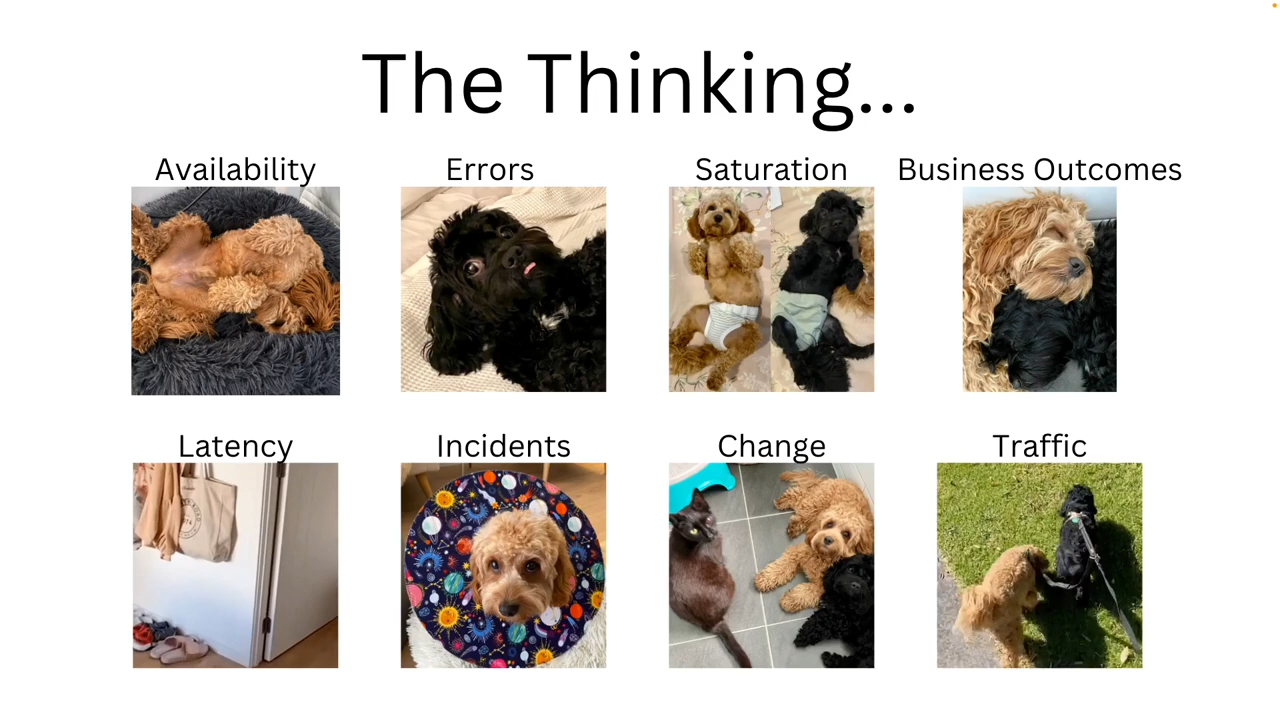 The Thinking...
Availability
Errors
Saturation
Business Outcomes
Latency
Incidents
Change
Traffic